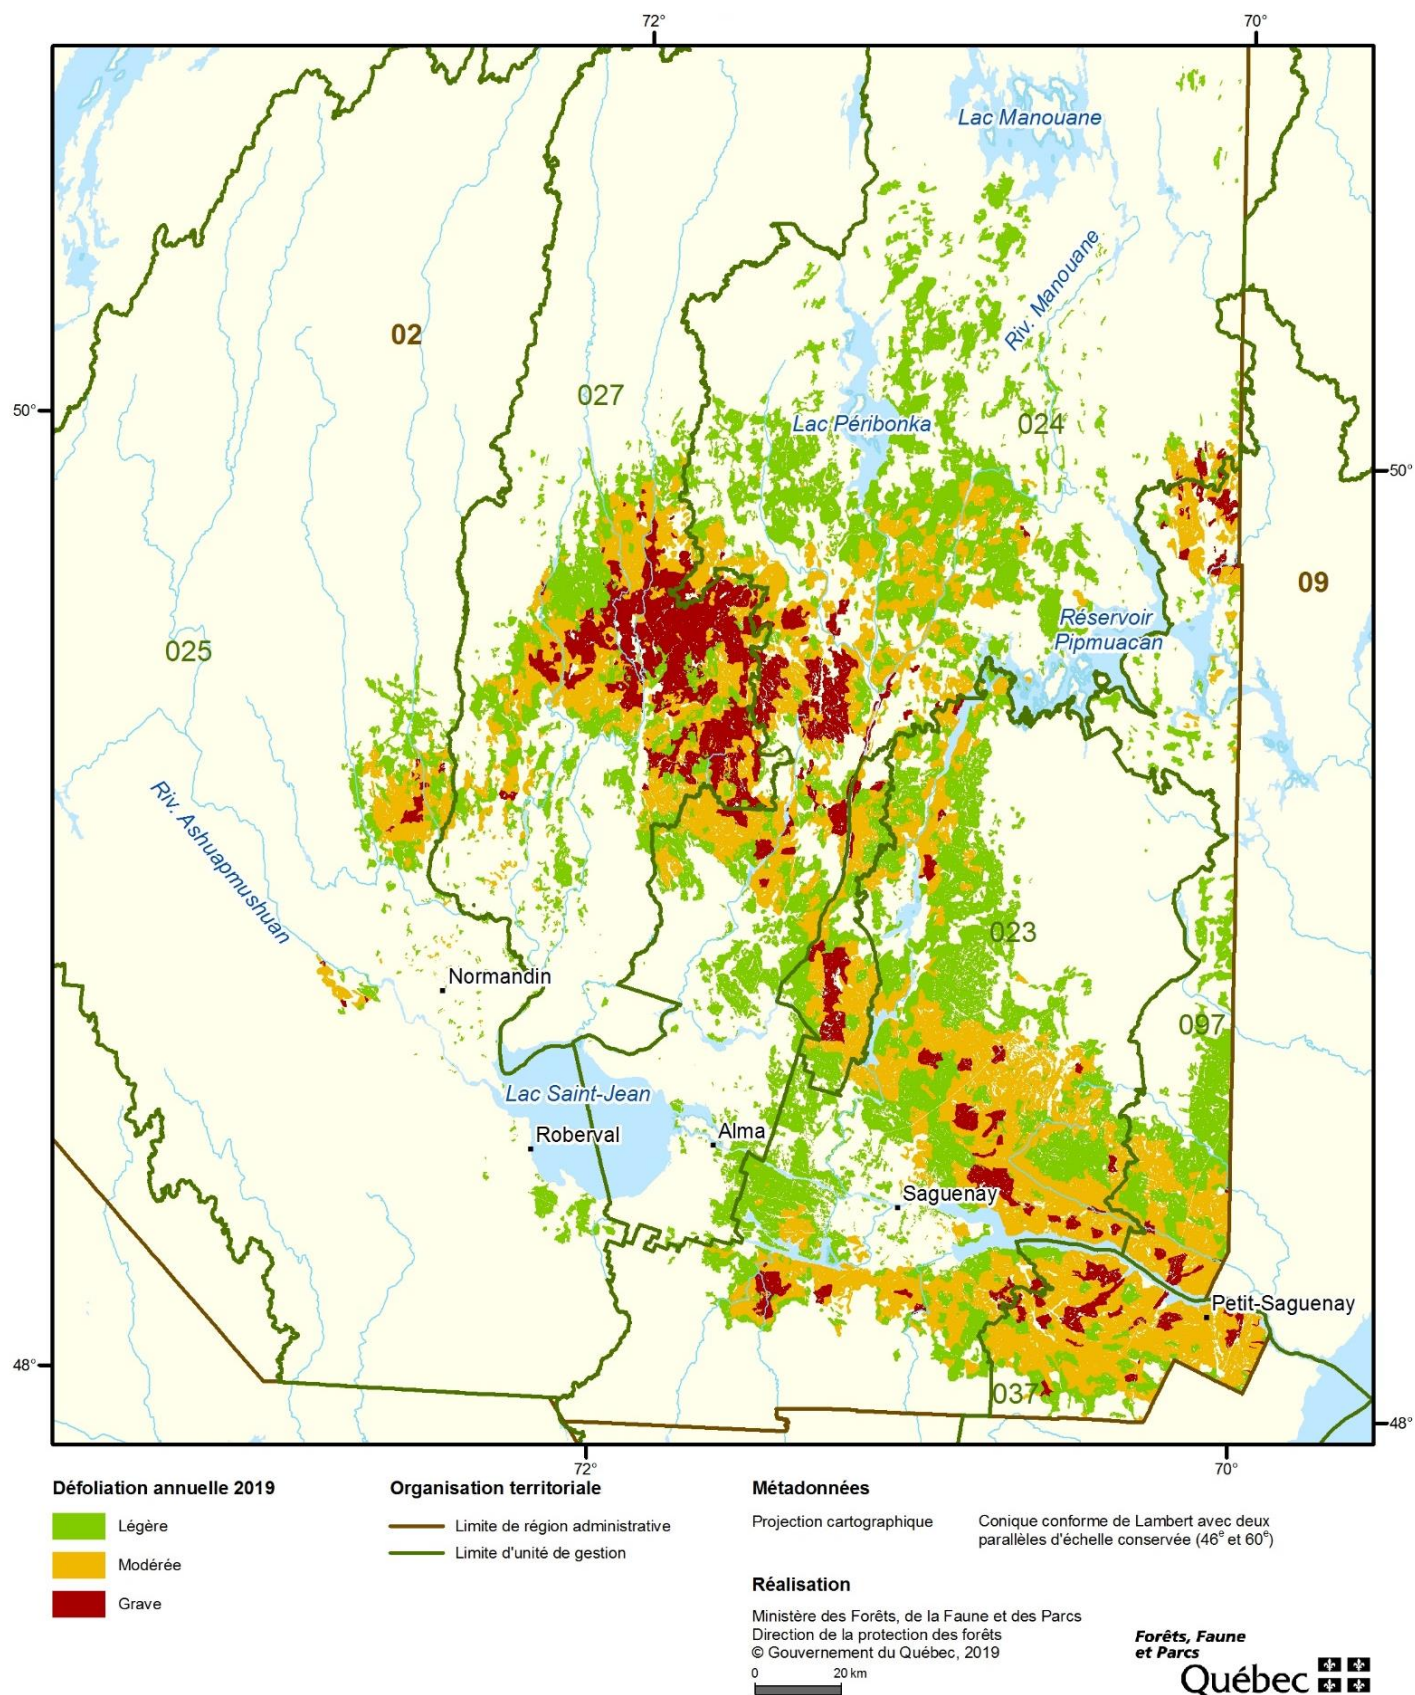 72°
70°
Lac Manouane
Riv. Manouane
02
027
50°
Lac Péribonka
024
50°
09
Réservoir
Pipmuacan
025
Riv. Ashuapmushuan
023
Normandin
097
Lac Saint-Jean
Roberval
Alma
Saguenay
Petit-Saguenay
48°
037
48°
72°
70°
Défoliation annuelle 2019
Légère
Modérée
Grave
Organisation territoriale
Limite de région administrative
Limite d'unité de gestion
Métadonnées
Projection cartographique
Conique conforme de Lambert avec deux
parallèles d'échelle conservée (46e et 60e)
Réalisation
Ministère des Forêts, de la Faune et des Parcs
Direction de la protection des forêts
© Gouvernement du Québec, 2019
0 20 km
Forêts, Faune
et Parcs
Québec